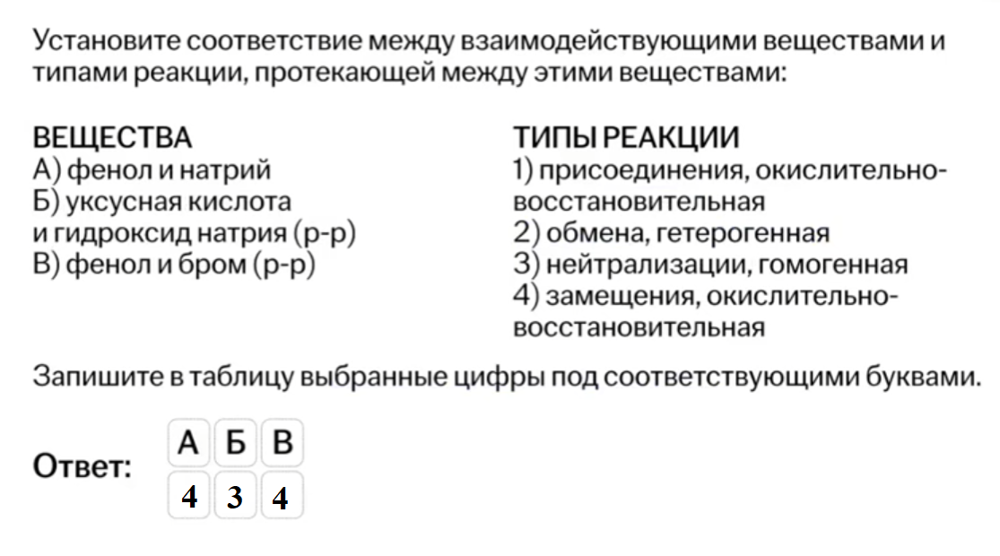 Установите соответствие между взаимодействующими веществами и
типами реакции, протекающей между этими веществами:
ВЕЩЕСТВА
А) фенол и натрий
Б) уксусная кислота
и гидроксид натрия (р-р)
В) фенол и бром (р-р)
ТИПЫ РЕАКЦИИ
1) присоединения, окислительно-
восстановительная
2) обмена, гетерогенная
3) нейтрализации, гомогенная
4) замещения, окислительно-
восстановительная
Запишите в таблицу выбранные цифры под соответствующими буквами.
Ответ:
А Б В
4 3 4